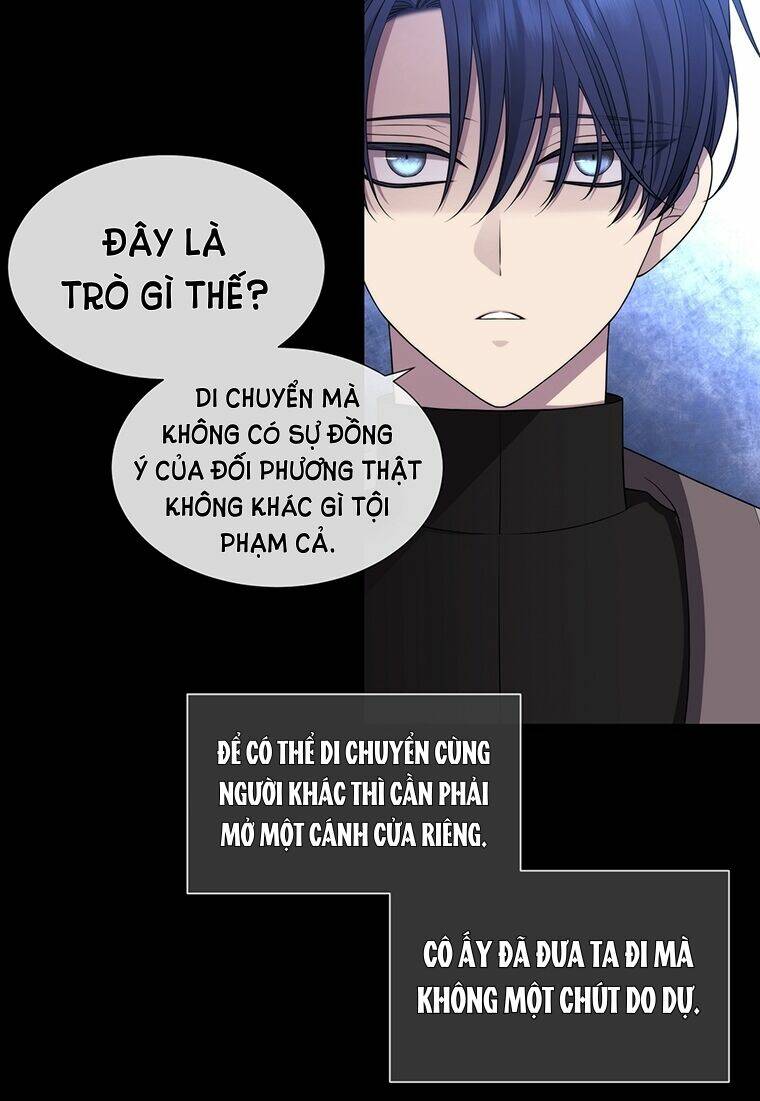 ĐÂY LÀ
TRÒ GÌ THẾ?
DI CHUYỂN MÀ
KHÔNG CÓ SỰ ĐỒNG
Ý CỦA ĐỐI PHƯƠNG THẬT
KHÔNG KHÁC GÌ TỘI
PHẠM CẢ.
ĐỂ CÓ THỂ DI CHUYỂN CÙNG
NGƯỜI KHÁC THÌ CẦN PHẢI
MỞ MỘT CÁNH CỬA RIÊNG.
CÔ ẤY ĐÃ ĐƯA TA ĐI MÀ
KHÔNG MỘT CHÚT DO DỰ.